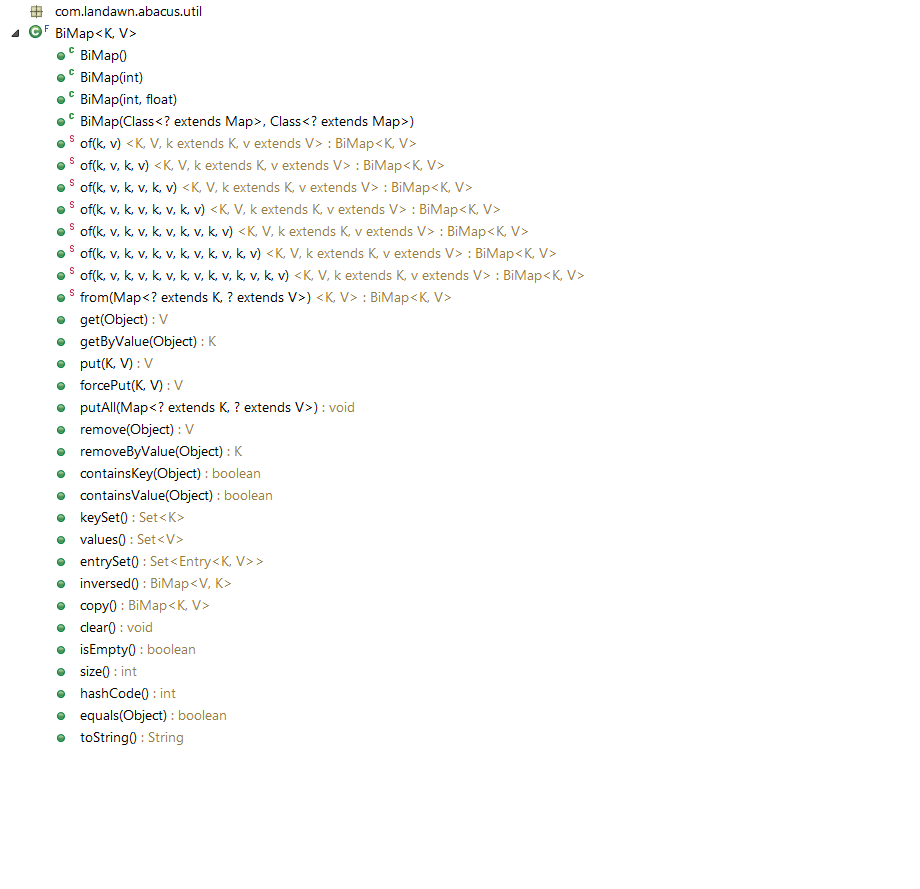 com.landawn.abacus.util
C F BiMap<K, V>
C BiMap()
C BiMap(int)
C BiMap(int, float)
C BiMap(Class<? extends Map>, Class<? extends Map>)
S of(k, v) <K, V, k extends K, v extends V> : BiMap<K, V>
S of(k, v, k, v) <K, V, k extends K, v extends V> : BiMap<K, V>
S of(k, v, k, v, k, v) <K, V, k extends K, v extends V> : BiMap<K, V>
S of(k, v, k, v, k, v, k, v) <K, V, k extends K, v extends V> : BiMap<K, V>
S of(k, v, k, v, k, v, k, v, k, v) <K, V, k extends K, v extends V> : BiMap<K, V>
S of(k, v, k, v, k, v, k, v, k, v, k, v) <K, V, k extends K, v extends V> : BiMap<K, V>
S of(k, v, k, v, k, v, k, v, k, v, k, v, k, v) <K, V, k extends K, v extends V> : BiMap<K, V>
S from(Map<? extends K, ? extends V>) <K, V> : BiMap<K, V>
get(Object) : V
getByValue(Object) : K
put(K, V) : V
forcePut(K, V) : V
putAll(Map<? extends K, ? extends V>) : void
remove(Object) : V
removeByValue(Object) : K
containsKey(Object) : boolean
containsValue(Object) : boolean
keySet() : Set<K>
values() : Set<V>
entrySet() : Set<Entry<K, V>>
inversed() : BiMap<V, K>
copy() : BiMap<K, V>
clear() : void
isEmpty() : boolean
size() : int
hashCode() : int
equals(Object) : boolean
toString() : String